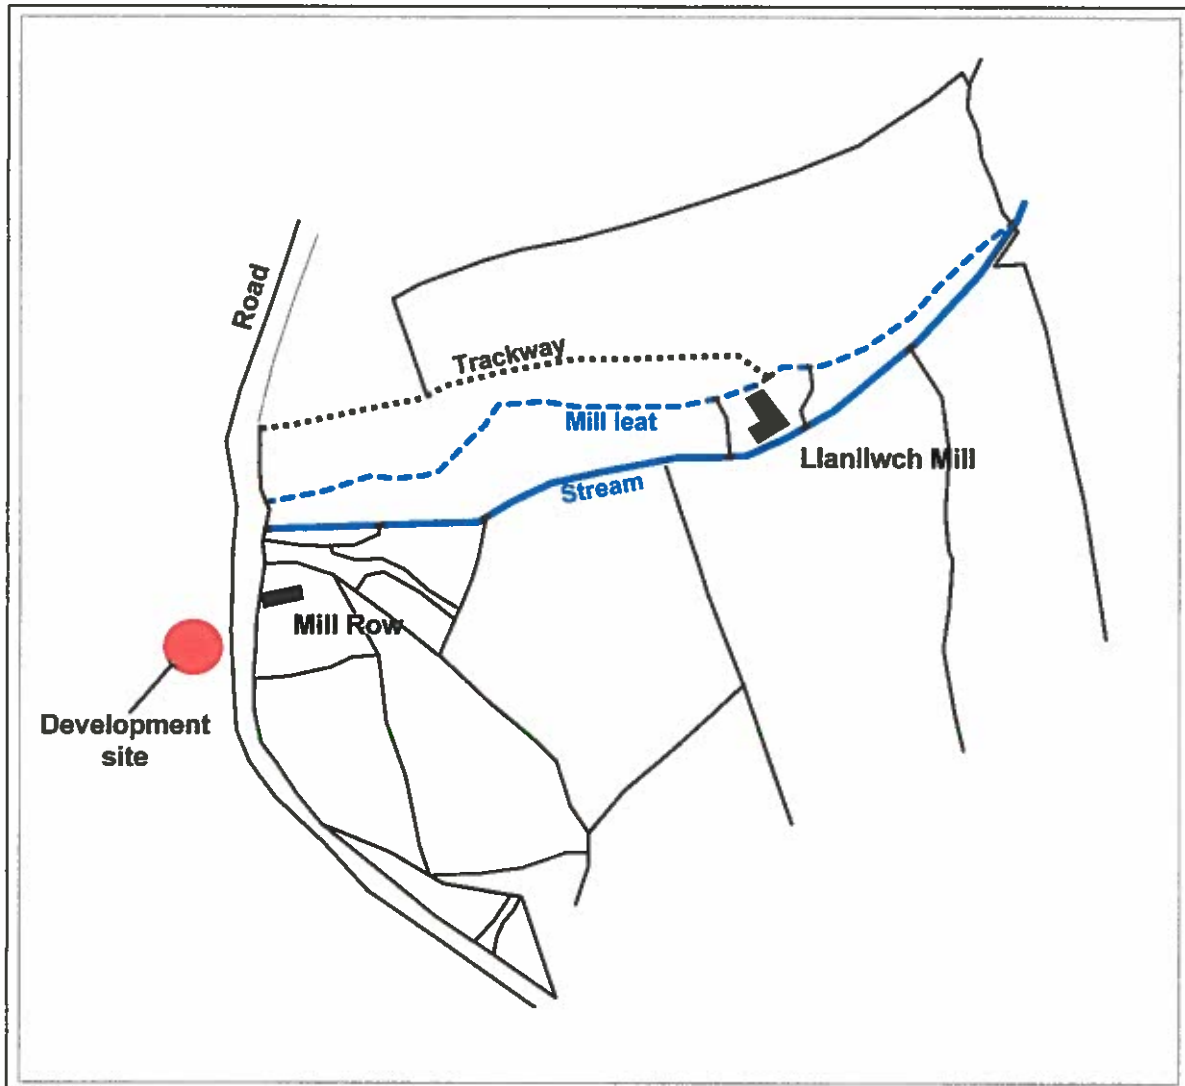 Road
Trackway
Mill leat
Llanllwch Mill
Stream
Mill Row
Development
site